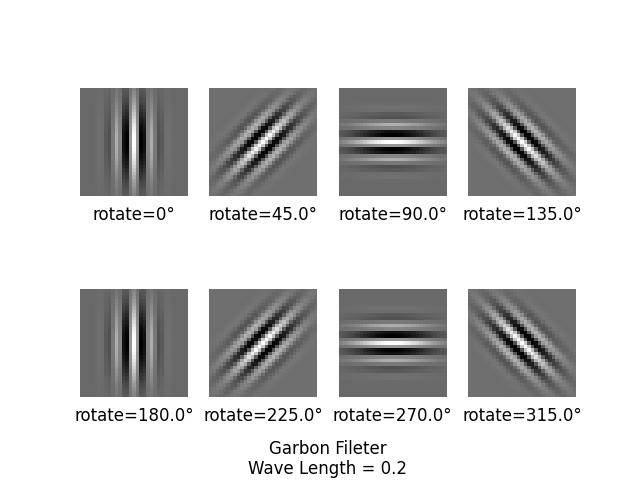 rotate=0°
rotate=45.0°
rotate=90.0°
rotate=135.0°
rotate=180.0°
rotate=225.0°
rotate=270.0°
rotate=315.0°
Garbon Fileter
Wave Length = 0.2